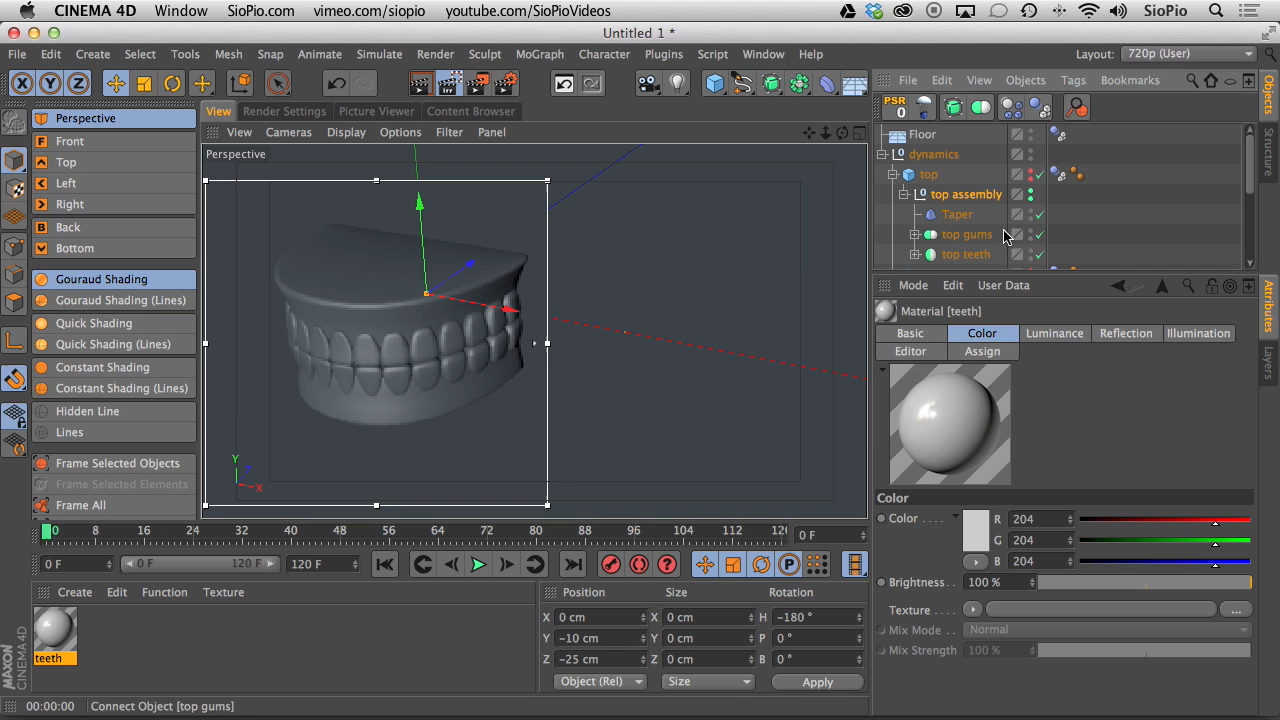 CINEMA 4D Window SioPio.com vimeo.com/siopio youtube.com/SioPioVideos SioPio
Untitled 1 *
File Edit Create Select Tools Mesh Snap Animate Simulate Render Sculpt MoGraph Character Plugins Script Window Help Layout: 720p (User)
X Y Z
File Edit View Objects Tags Bookmarks
PSR
0
Objects
Structure
Attributes
Layers
Perspective
Front
Top
Left
Right
Back
Bottom
Gouraud Shading
Gouraud Shading (Lines)
Quick Shading
Quick Shading (Lines)
Constant Shading
Constant Shading (Lines)
Hidden Line
Lines
Frame Selected Objects
Frame Selected Elements
Frame All
View Render Settings Picture Viewer Content Browser
View Cameras Display Options Filter Panel
Perspective
Y
Z
X
Floor
dynamics
top
top assembly
Taper
top gums
top teeth
Mode Edit User Data
Material [teeth]
Basic Color Luminance Reflection Illumination
Editor Assign
Color
Color . . . . R 204
G 204
B 204
Brightness . . 100 %
Texture . . . . ...
Mix Mode . . Normal
Mix Strength 100 %
0 8 16 24 32 40 48 56 64 72 80 88 96 104 112 0 F
0 F 0 F 120 F 120 F
P
Create Edit Function Texture
teeth
Position Size Rotation
X 0 cm X 0 cm H -180 °
Y -10 cm Y 0 cm P 0 °
Z -25 cm Z 0 cm B 0 °
Object (Rel) Size Apply
MAXON
CINEMA 4D
00:00:00 Connect Object [top gums]